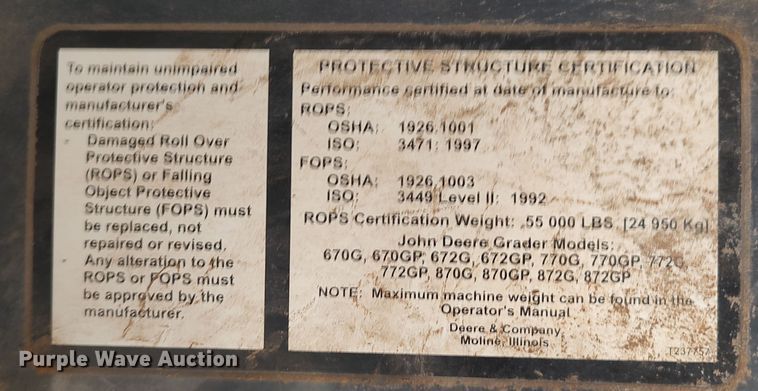 To maintain unimpaired
operator protection and
manufacturer's
certification:
- Damaged Roll Over
Protective Structure
(ROPS) or Falling
Object Protective
Structure (FOPS) must
be replaced, not
repaired or revised.
- Any alteration to the
ROPS or FOPS must
be approved by the
manufacturer.
PROTECTIVE STRUCTURE CERTIFICATION
Performance certified at date of manufacture to:
ROPS:
OSHA: 1926.1001
ISO: 3471: 1997
FOPS:
OSHA: 1926.1003
ISO: 3449 Level II: 1992
ROPS Certification Weight: 55 000 LBS. [24 950 Kg]
John Deere Grader Models:
670G, 670GP, 672G, 672GP, 770G, 770GP, 772G,
772GP, 870G, 870GP, 872G, 872GP
NOTE: Maximum machine weight can be found in the
Operator's Manual
Deere & Company
Moline, Illinois
T237757
Purple Wave Auction